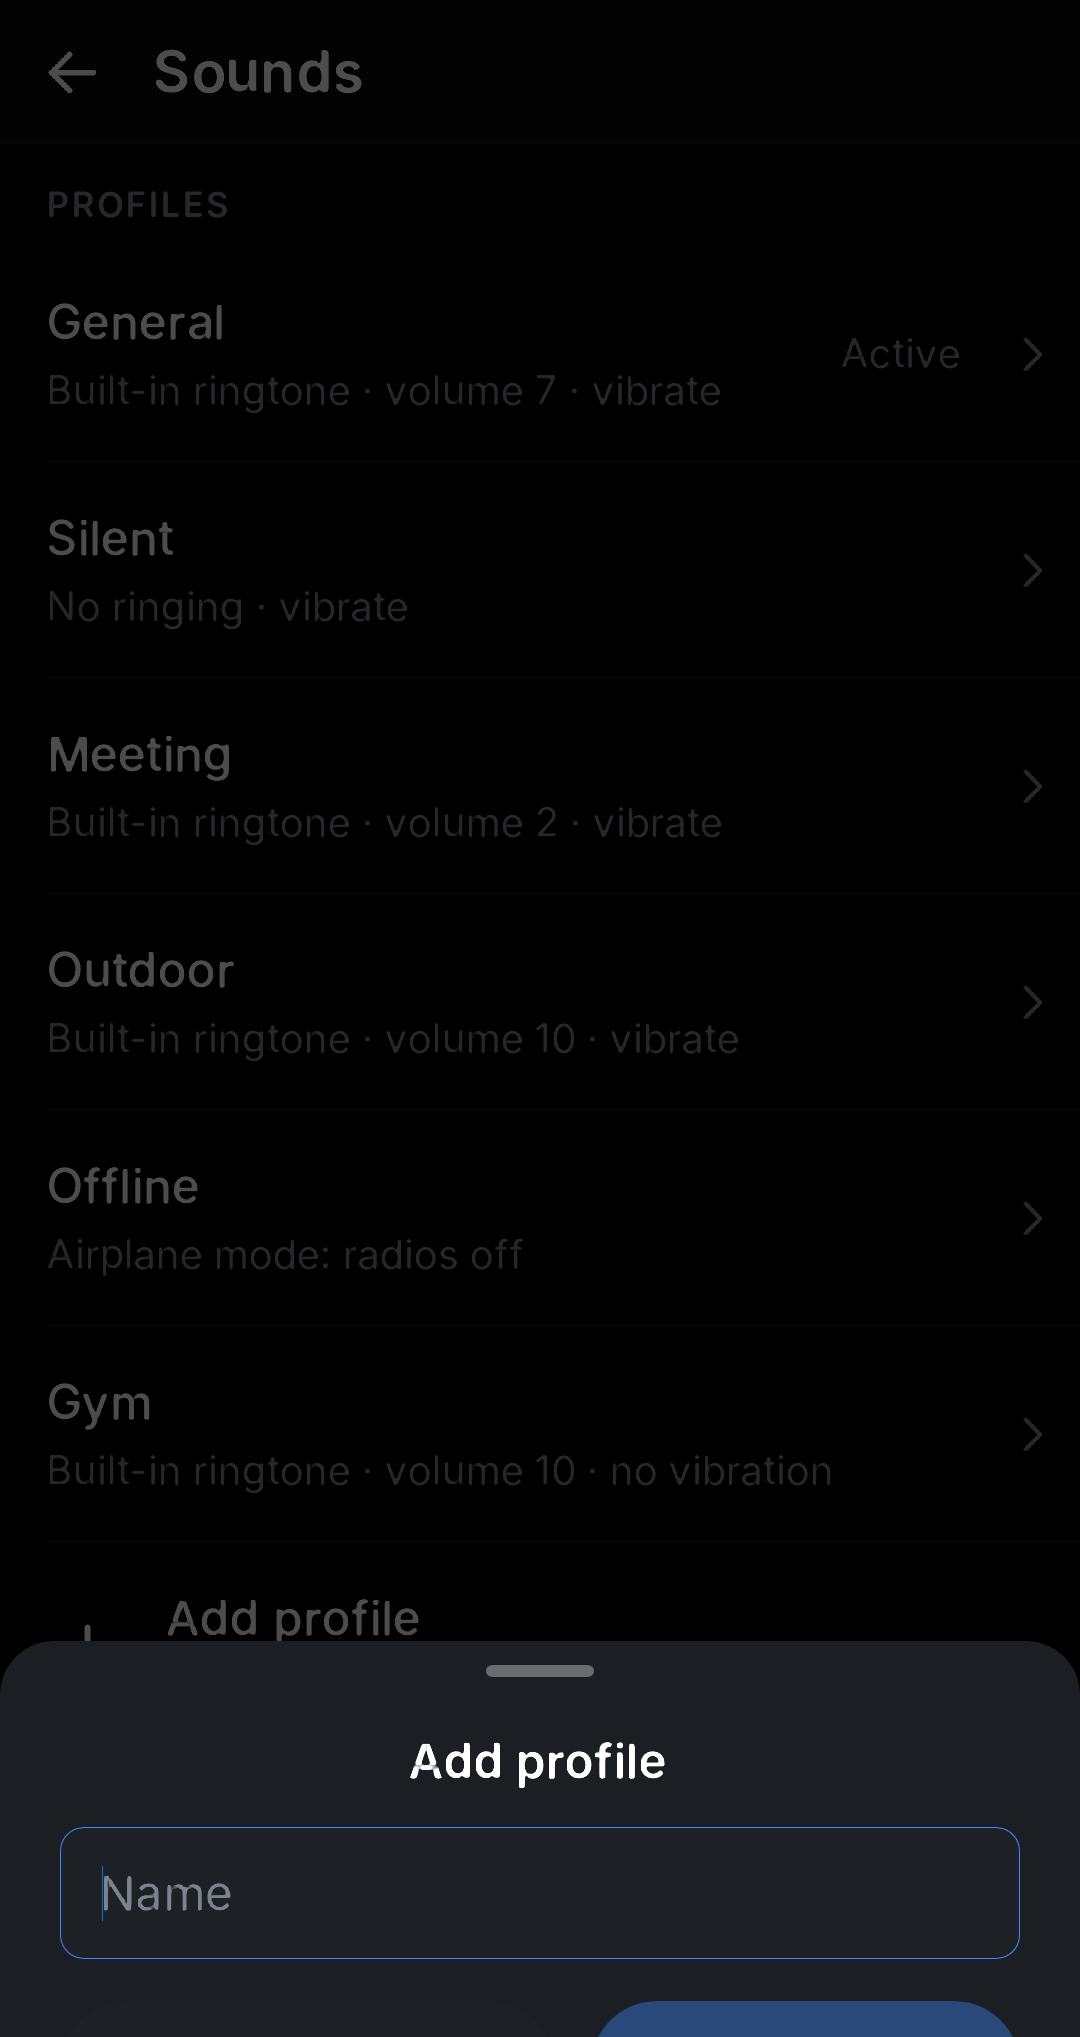 Sounds
PROFILES
General
Built-in ringtone · volume 7 · vibrate
Active
Silent
No ringing · vibrate
Meeting
Built-in ringtone · volume 2 · vibrate
Outdoor
Built-in ringtone · volume 10 · vibrate
Offline
Airplane mode: radios off
Gym
Built-in ringtone · volume 10 · no vibration
Add profile
Add profile
Name